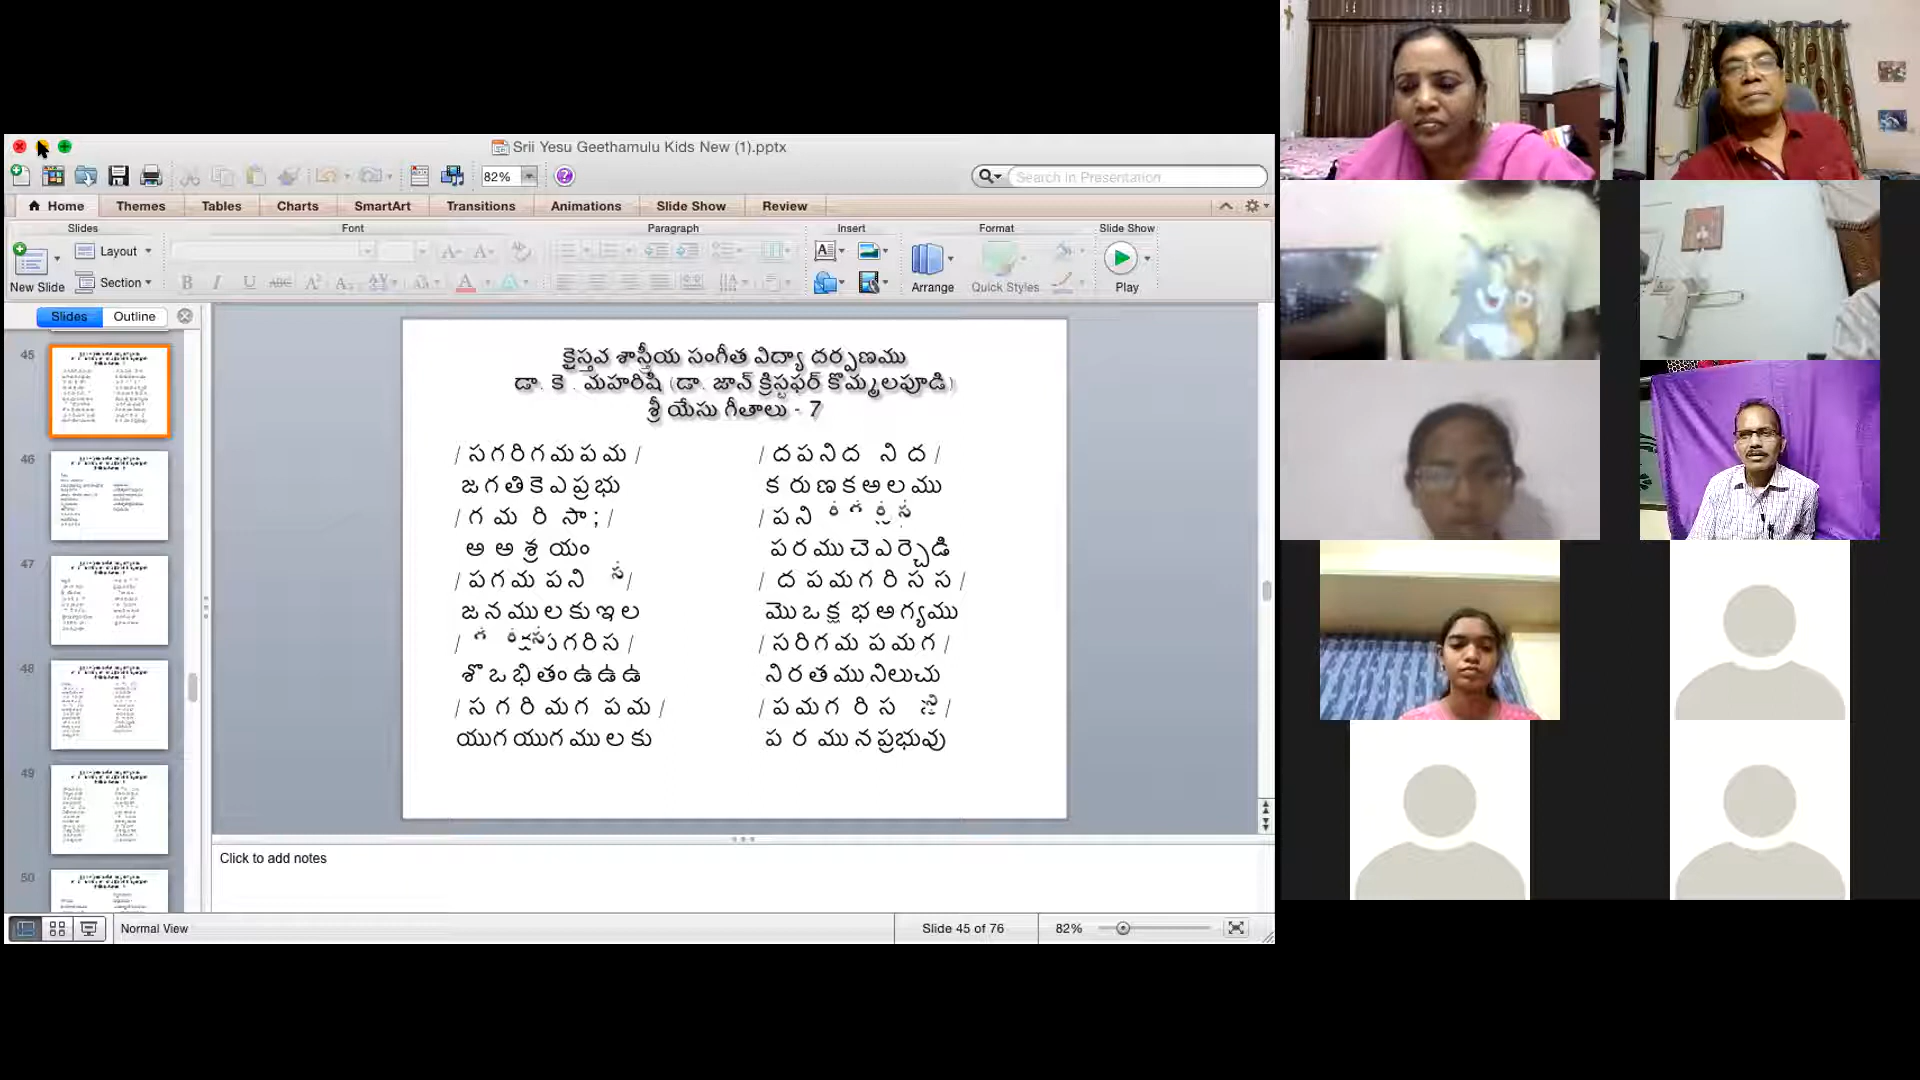 Srii Yesu Geethamulu Kids New (1).pptx
82%
Search in Presentation
Home Themes Tables Charts SmartArt Transitions Animations Slide Show Review
Slides Font Paragraph Insert Format Slide Show
Layout
Section
New Slide Arrange Quick Styles Play
Slides Outline
45
46
47
48
49
50
క్రైస్తవ శాస్త్రీయ సంగీత విద్యా దర్పణము
డా. కె . మహరిషి (డా. జాన్ క్రిస్టఫర్ కొమ్మలపూడి)
శ్రీ యేసు గీతాలు - 7
/ స గ రి గ మ ప మ /
జ గ తి కె ఎ ప్ర భు
/ గ మ రి సా ; /
ఆ ఆ శ్ర యం
/ ప గ మ ప ని స /
జ న ము ల కు ఇ ల
గ రి స /
శొ ఒ భి తం ఉ ఉ ఉ
/ స గ రి మ గ ప మ /
యు గ యు గ ము ల కు
/ ద ప ని ద ని ద /
క రు ణ క అ ల ము
/ ప ని రి గ రి స
ప ర ము చె ఎ ర్చె డి
/ ద ప మ గ రి స స /
మొ ఒ క్ష భ ఆ గ్య ము
/ స రి గ మ ప మ గ /
ని ర త ము ని లు చు
/ ప మ గ రి స ని /
ప ర ము న ప్ర భు వు
Click to add notes
Normal View Slide 45 of 76 82%